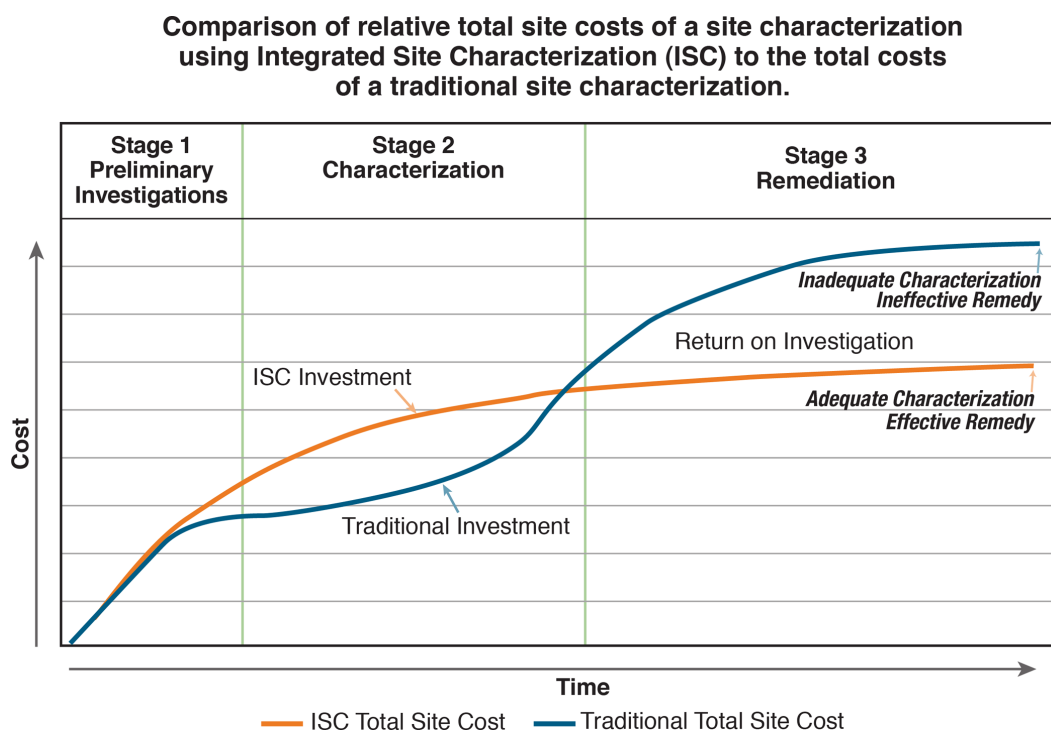 Comparison of relative total site costs of a site characterization
using Integrated Site Characterization (ISC) to the total costs
of a traditional site characterization.
Stage 1
Preliminary
Investigations
Stage 2
Characterization
Stage 3
Remediation
Inadequate Characterization
Ineffective Remedy
Return on Investigation
ISC Investment
Adequate Characterization
Effective Remedy
Cost
Traditional Investment
Time
ISC Total Site Cost
Traditional Total Site Cost